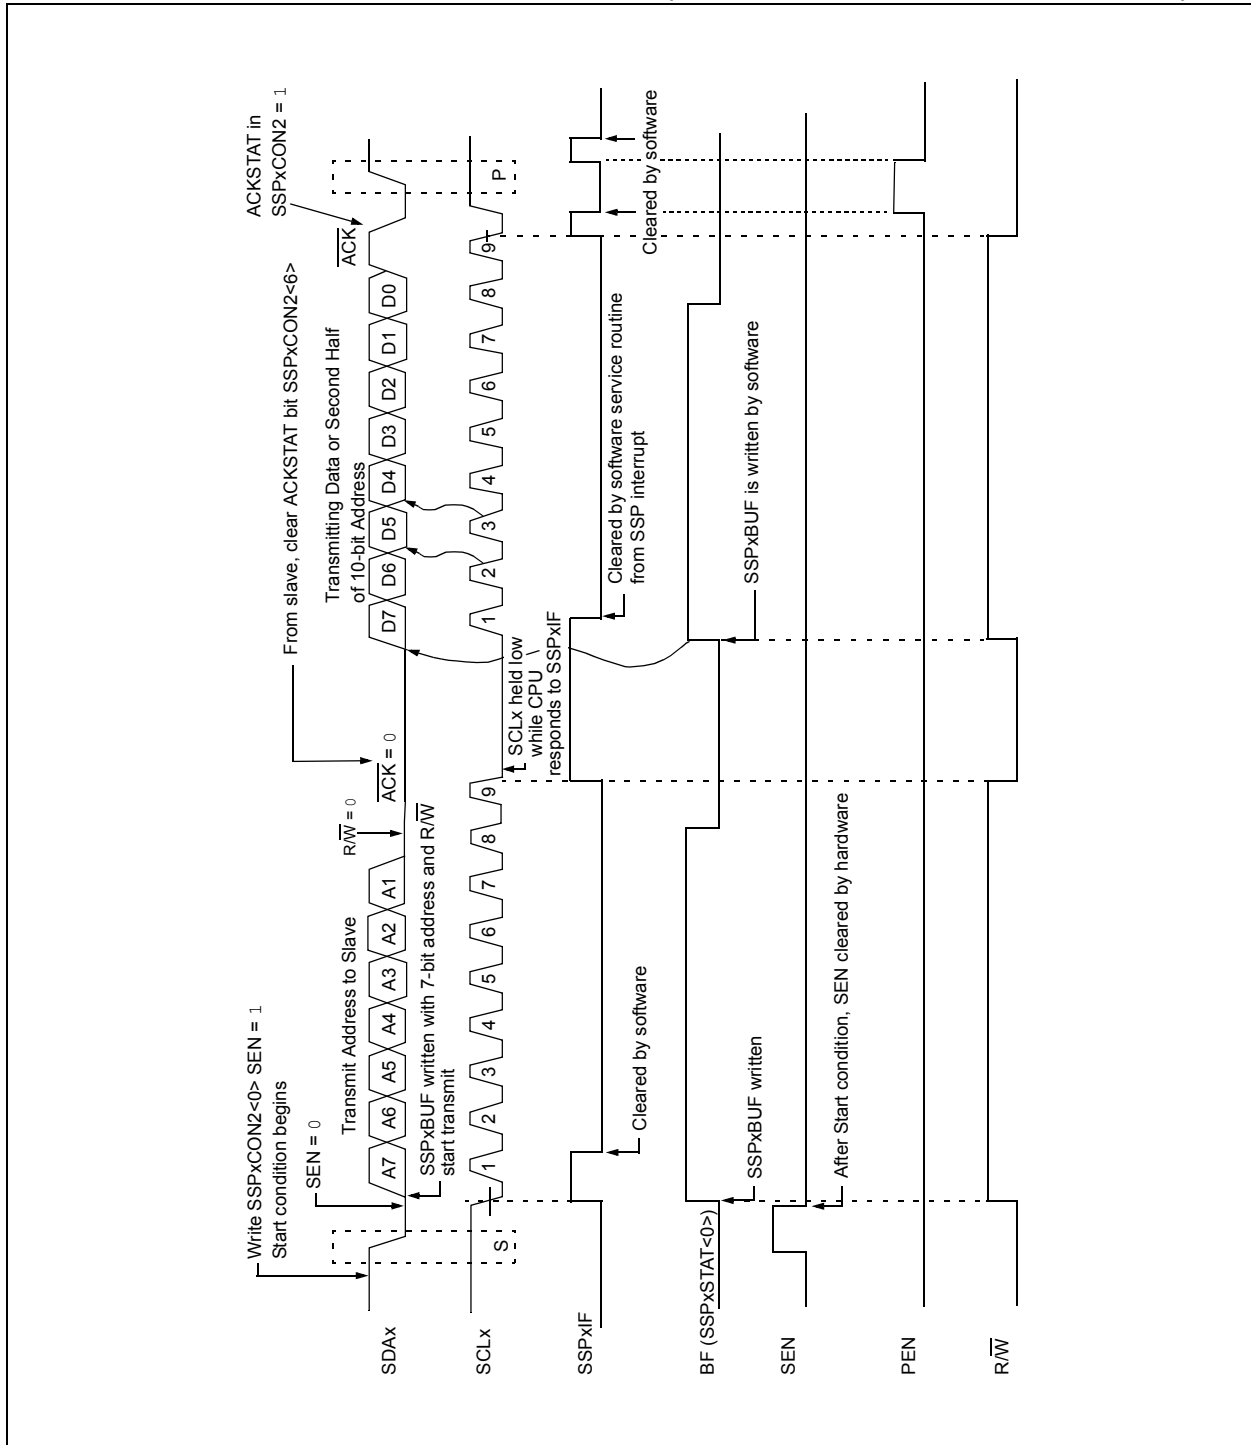 Write SSPxCON2<0> SEN = 1
Start condition begins
SEN = 0
From slave, clear ACKSTAT bit SSPxCON2<6>
ACKSTAT in
SSPxCON2 = 1
Transmit Address to Slave
R/W = 0
ACK = 0
Transmitting Data or Second Half
of 10-bit Address
ACK
SDAx
A7 A6 A5 A4 A3 A2 A1
D7 D6 D5 D4 D3 D2 D1 D0
SSPxBUF written with 7-bit address and R/W
start transmit
SCLx
S
1 2 3 4 5 6 7 8 9
1 2 3 4 5 6 7 8 9
P
SCLx held low
while CPU
responds to SSPxIF
SSPxIF
Cleared by software
Cleared by software service routine
from SSP interrupt
Cleared by software
Cleared by software
BF (SSPxSTAT<0>)
SSPxBUF written
SSPxBUF is written by software
SEN
After Start condition, SEN cleared by hardware
PEN
R/W